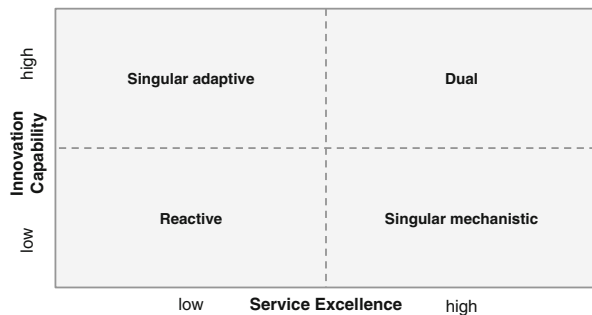 high
Singular adaptive
Dual
Innovation
Capability
Reactive
Singular mechanistic
low
low Service Excellence high